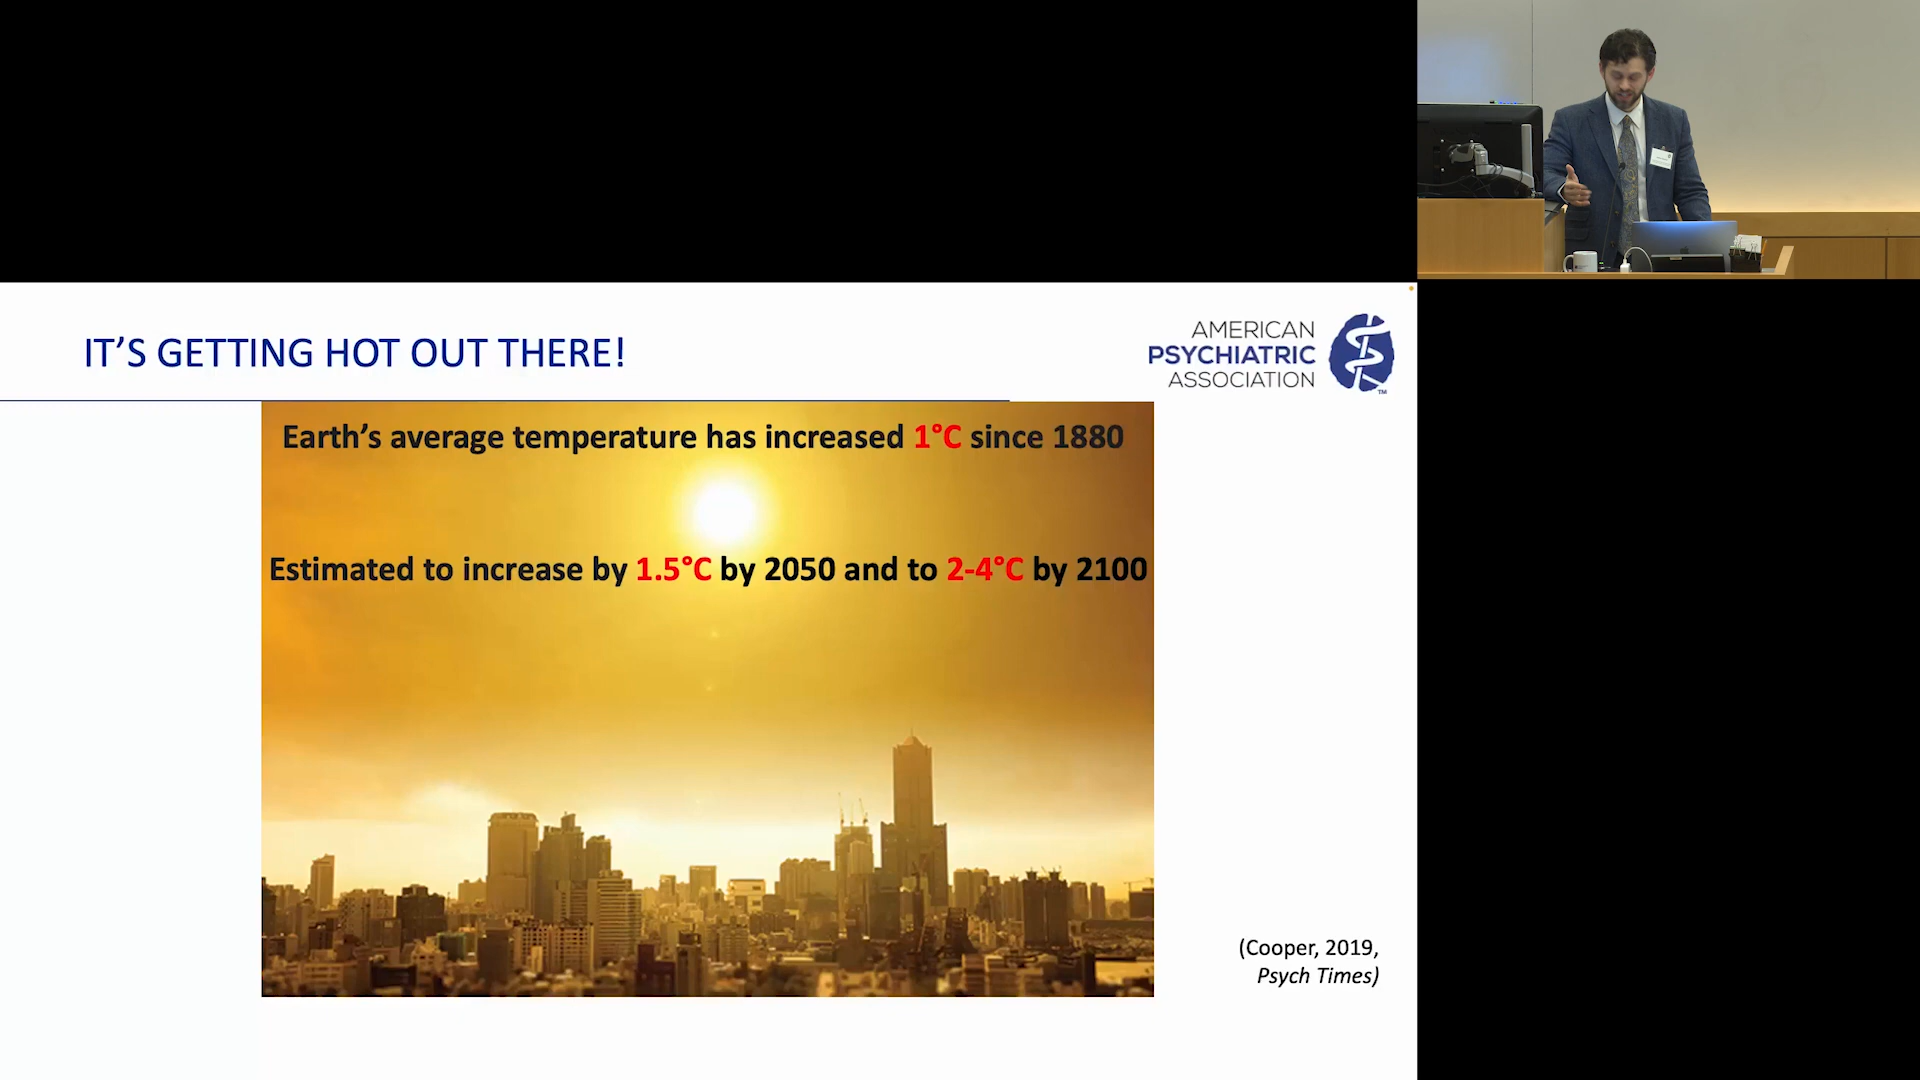 IT'S GETTING HOT OUT THERE!
AMERICAN
PSYCHIATRIC
ASSOCIATION
TM
Earth's average temperature has increased 1°C since 1880
Estimated to increase by 1.5°C by 2050 and to 2-4°C by 2100
(Cooper, 2019,
Psych Times)